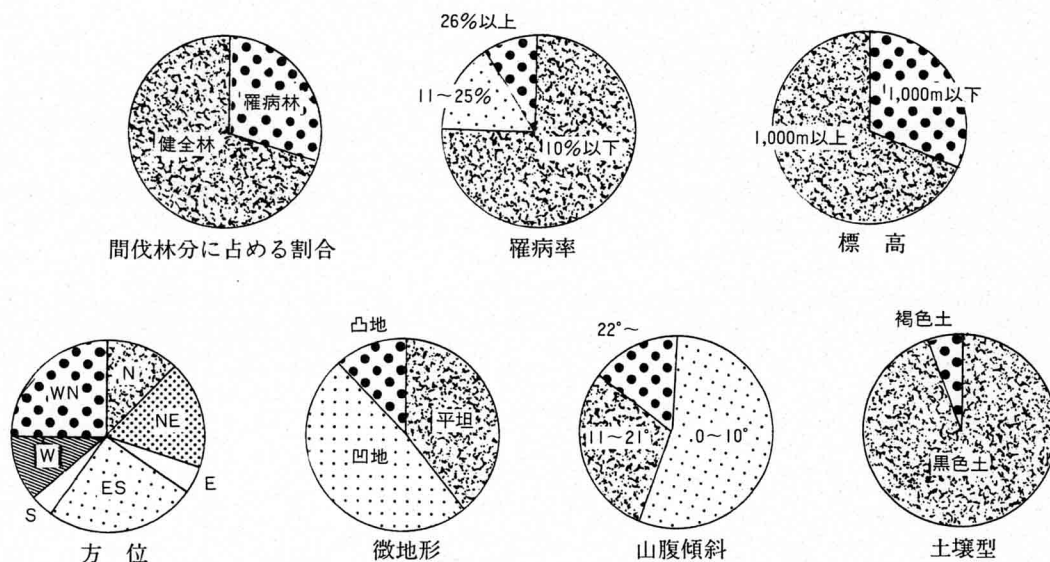 26%以上
罹病林
健全林
11~25%
10%以下
1,000m以下
1,000m以上
間伐林分に占める割合
罹病率
標 高
凸地
22°~
褐色土
N
WN
NE
W
ES
S
E
平坦
凹地
11~21°
0~10°
黒色土
方 位
微地形
山腹傾斜
土壌型